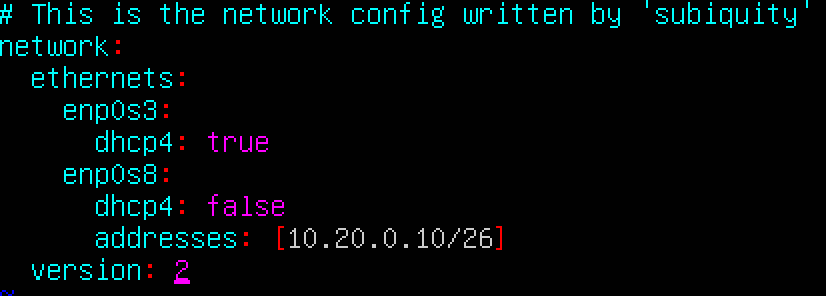 # This is the network config written by 'subiquity'
network:
  ethernets:
    enp0s3:
      dhcp4: true
    enp0s8:
      dhcp4: false
      addresses: [10.20.0.10/26]
  version: 2
~